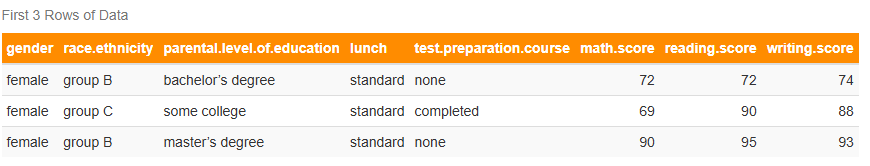 First 3 Rows of Data
gender race.ethnicity parental.level.of.education lunch test.preparation.course math.score reading.score writing.score
female group B bachelor’s degree standard none 72 72 74
female group C some college standard completed 69 90 88
female group B master’s degree standard none 90 95 93